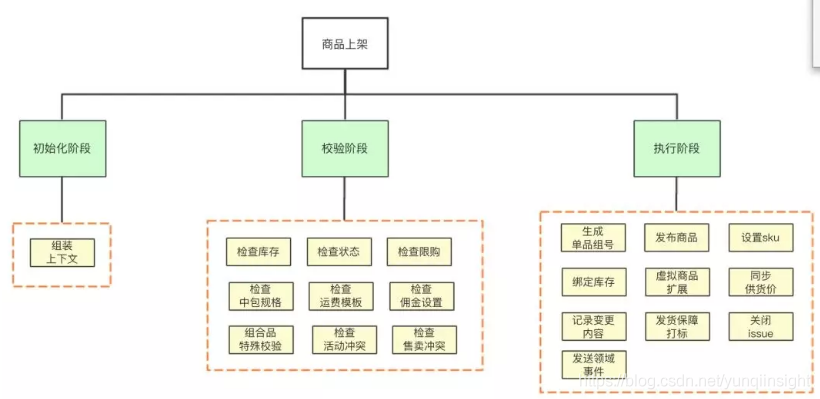 商品上架
初始化阶段
校验阶段
执行阶段
组装
上下文
检查库存
检查状态
检查限购
检查
中包规格
检查
运费模板
检查
佣金设置
组合品
特殊校验
检查
活动冲突
检查
售卖冲突
生成
单品组号
发布商品
设置sku
绑定库存
虚拟商品
扩展
同步
供货价
记录变更
内容
发货保障
打标
关闭
issue
发送领域
事件
https://blog.csdn.net/yunqiinsight